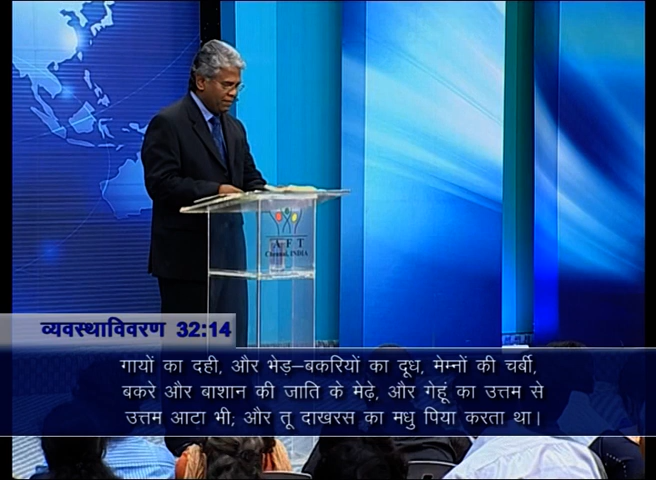 A F T
Chennai, INDIA
व्यवस्थाविवरण 32:14
गायों का दही, और भेड़–बकरियों का दूध, मेम्नों की चर्बी,
बकरे और बाशान की जाति के मेढ़े, और गेहूं का उत्तम से
उत्तम आटा भी; और तू दाखरस का मधु पिया करता था।